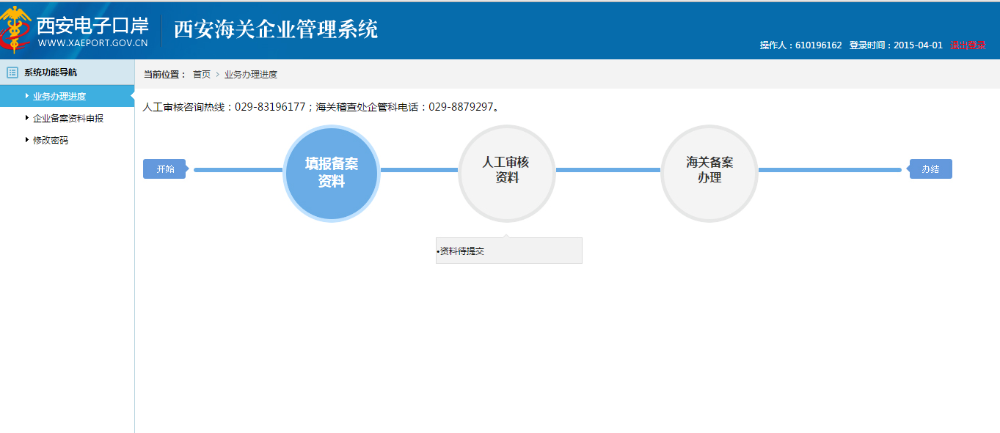 西安电子口岸
WWW.XAEPORT.GOV.CN
西安海关企业管理系统
操作人：610196162 登录时间：2015-04-01 退出登录
系统功能导航
业务办理进度
企业备案资料申报
修改密码
当前位置： 首页 > 业务办理进度
人工审核咨询热线：029-83196177；海关稽查处企管科电话：029-8879297。
开始
填报备案
资料
人工审核
资料
海关备案
办理
办结
•资料待提交